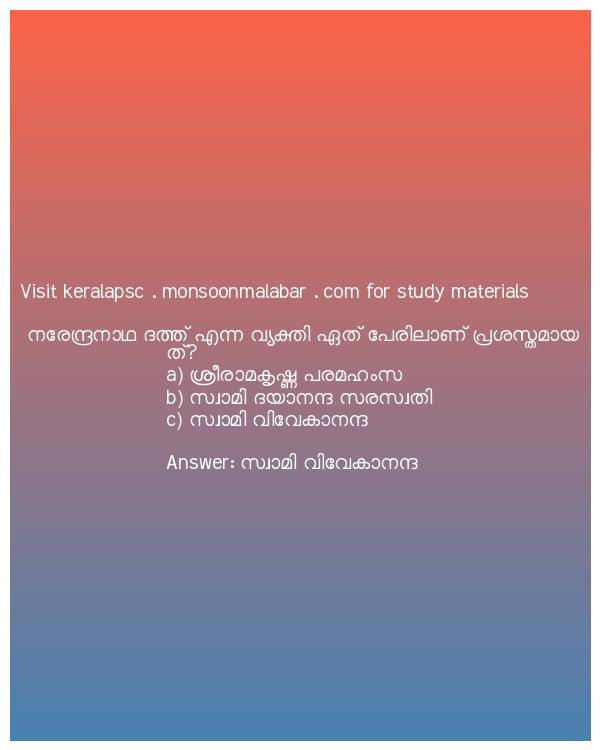 Visit keralapsc . monsoonmalabar . com for study materials
നരേന്ദ്രനാഥ ദത്ത് എന്ന വ്യക്തി ഏത് പേരിലാണ് പ്രശസ്തമായ
ത്?
a) ശ്രീരാമകൃഷ്ണ പരമഹംസ
b) സ്വാമി ദയാനന്ദ സരസ്വതി
c) സ്വാമി വിവേകാനന്ദ
Answer: സ്വാമി വിവേകാനന്ദ